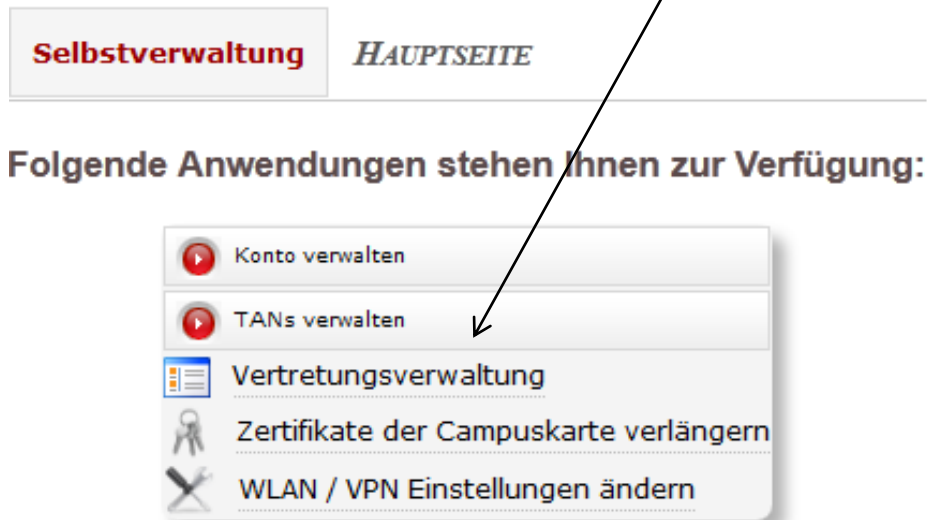 Selbstverwaltung HAUPTSEITE
Folgende Anwendungen stehen Ihnen zur Verfügung:
Konto verwalten
TANs verwalten
Vertretungsverwaltung
Zertifikate der Campuskarte verlängern
WLAN / VPN Einstellungen ändern